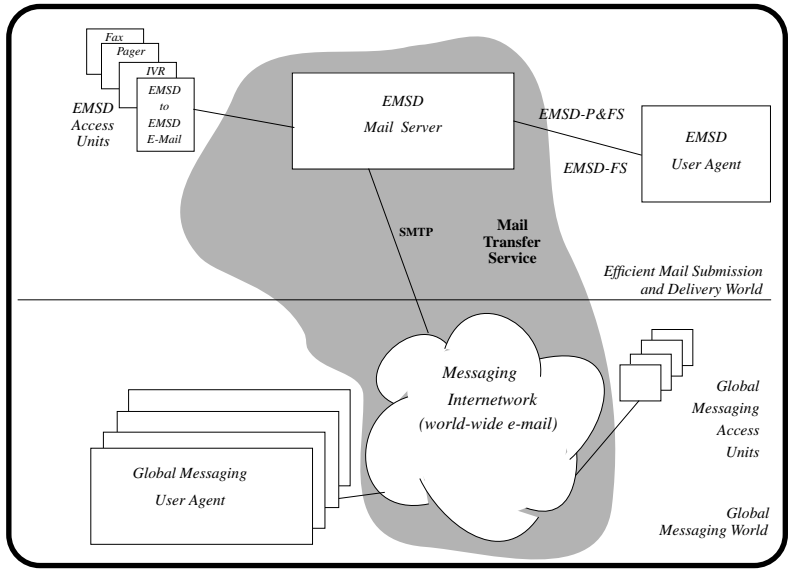 Fax
Pager
IVR
EMSD
to
EMSD
E-Mail
EMSD
Access
Units
EMSD
Mail Server
EMSD-P&FS
EMSD-FS
EMSD
User Agent
SMTP
Mail
Transfer
Service
Efficient Mail Submission
and Delivery World
Messaging
Internetwork
(world-wide e-mail)
Global
Messaging
Access
Units
Global Messaging
User Agent
Global
Messaging World